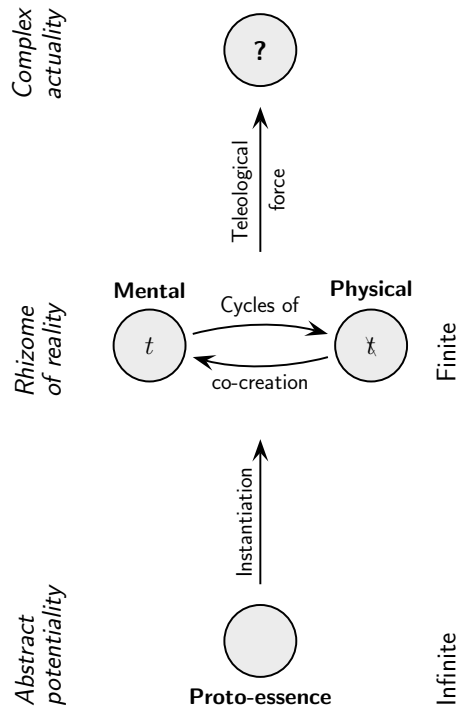 Complex
actuality
?
Teleological
force
Mental
Physical
Cycles of
t
t
co-creation
Rhizome
of reality
Finite
Instantiation
Abstract
potentiality
Infinite
Proto-essence